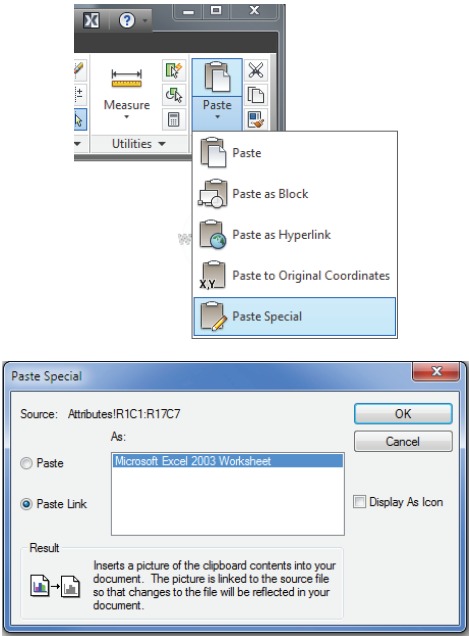 Measure
Paste
Utilities
Paste
Paste as Block
Paste as Hyperlink
X,Y...
Paste to Original Coordinates
Paste Special
Paste Special
Source: Attributes!R1C1:R17C7
As:
OK
Cancel
Paste
Microsoft Excel 2003 Worksheet
Paste Link
Display As Icon
Result
Inserts a picture of the clipboard contents into your
document. The picture is linked to the source file
so that changes to the file will be reflected in your
document.